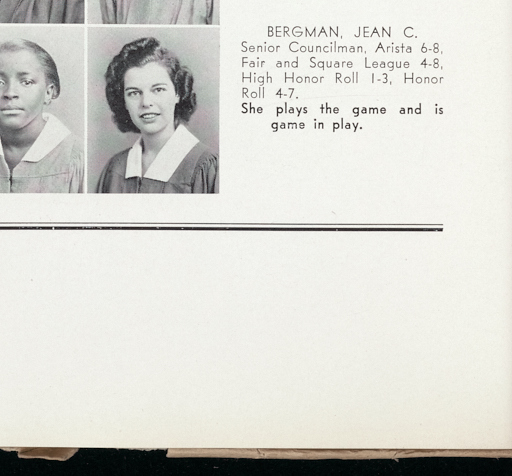 BERGMAN, JEAN C.
Senior Councilman, Arista 6-8,
Fair and Square League 4-8,
High Honor Roll 1-3, Honor
Roll 4-7.
She plays the game and is
game in play.